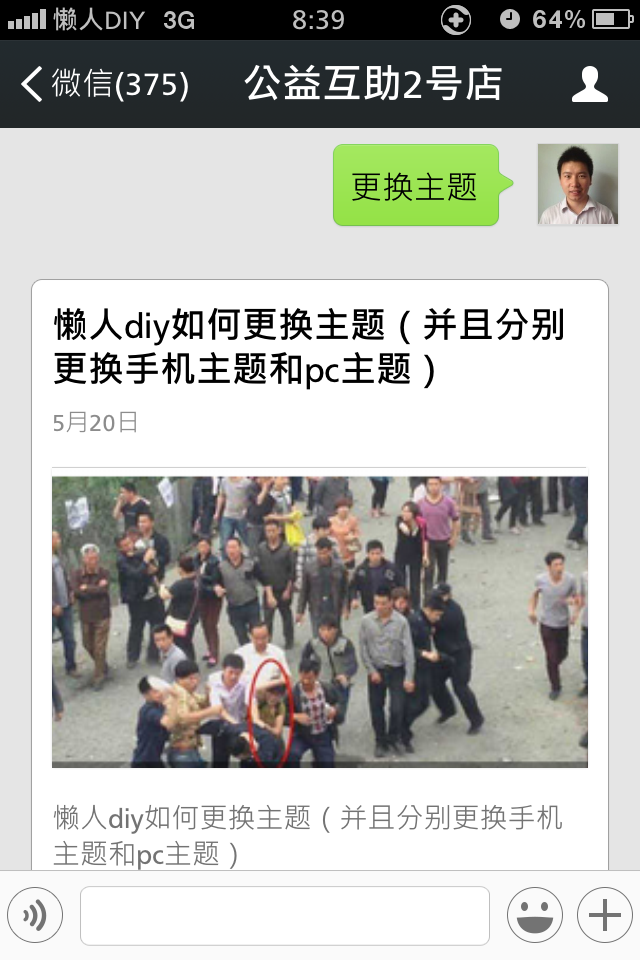 懒人DIY 3G 8:39 64%
微信(375) 公益互助2号店
更换主题
懒人diy如何更换主题（并且分别
更换手机主题和pc主题）
5月20日
懒人diy如何更换主题（并且分别更换手机
主题和pc主题）